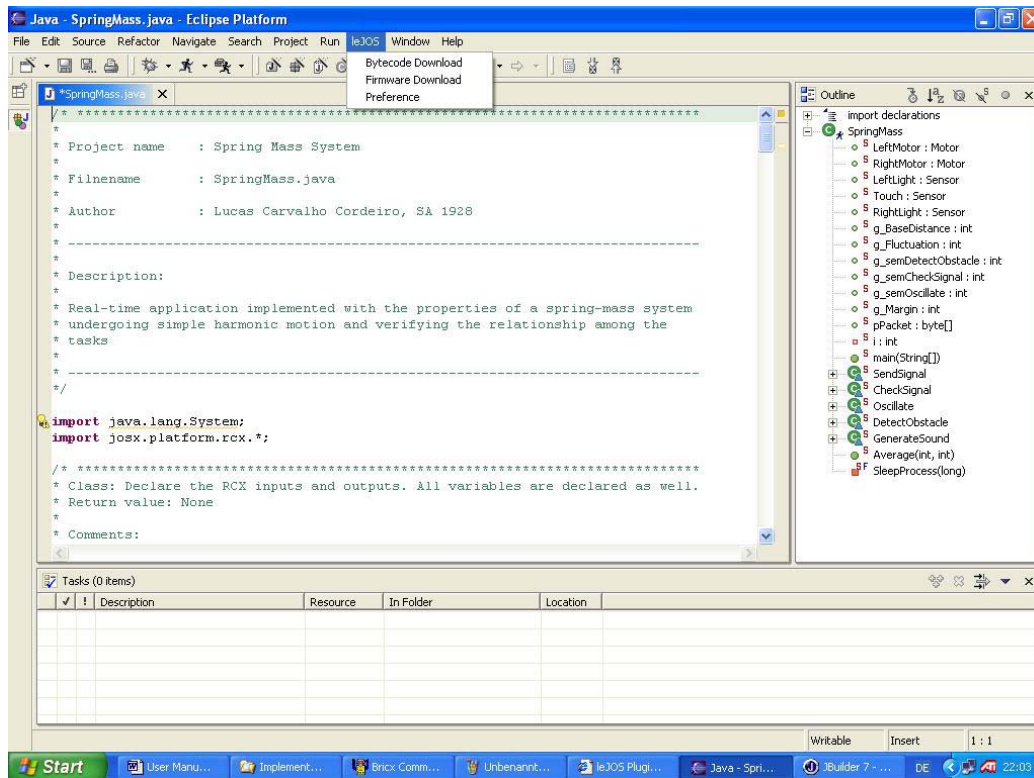 Java - SpringMass.java - Eclipse Platform
File Edit Source Refactor Navigate Search Project Run leJOS Window Help
Bytecode Download
Firmware Download
Preference
*SpringMass.java
/* ******************************************************************************
*
* Project name : Spring Mass System
*
* Filnename : SpringMass.java
*
* Author : Lucas Carvalho Cordeiro, SA 1928
*
* -------------------------------------------------------------------------------
*
* Description:
*
* Real-time application implemented with the properties of a spring-mass system
* undergoing simple harmonic motion and verifying the relationship among the
* tasks
*
* -------------------------------------------------------------------------------
*/
import java.lang.System;
import josx.platform.rcx.*;
/* ******************************************************************************
* Class: Declare the RCX inputs and outputs. All variables are declared as well.
* Return value: None
*
* Comments:
Outline
import declarations
SpringMass
LeftMotor : Motor
RightMotor : Motor
LeftLight : Sensor
Touch : Sensor
RightLight : Sensor
g_BaseDistance : int
g_Fluctuation : int
g_semDetectObstacle : int
g_semCheckSignal : int
g_semOscillate : int
g_Margin : int
pPacket : byte[]
i : int
main(String[])
SendSignal
CheckSignal
Oscillate
DetectObstacle
GenerateSound
Average(int, int)
SleepProcess(long)
Tasks (0 items)
✓ ! Description Resource In Folder Location
Writable Insert 1 : 1
Start User Manu... Implement... Bricx Comm... Unbenannt... leJOS Plugi... Java - Spri... JBuilder 7 - ... DE 22:03